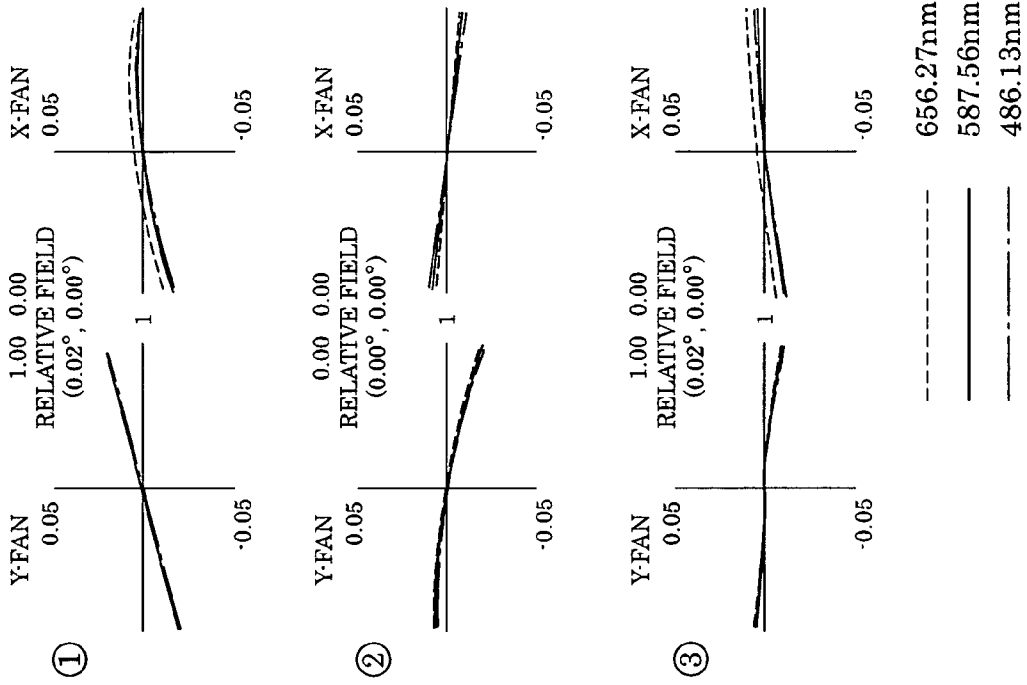 ①
Y-FAN
0.05
-0.05
1.00 0.00
RELATIVE FIELD
(0.02°, 0.00°)
1
X-FAN
0.05
-0.05
②
Y-FAN
0.05
-0.05
0.00 0.00
RELATIVE FIELD
(0.00°, 0.00°)
1
X-FAN
0.05
-0.05
③
Y-FAN
0.05
-0.05
1.00 0.00
RELATIVE FIELD
(0.02°, 0.00°)
1
X-FAN
0.05
-0.05
656.27nm
587.56nm
486.13nm